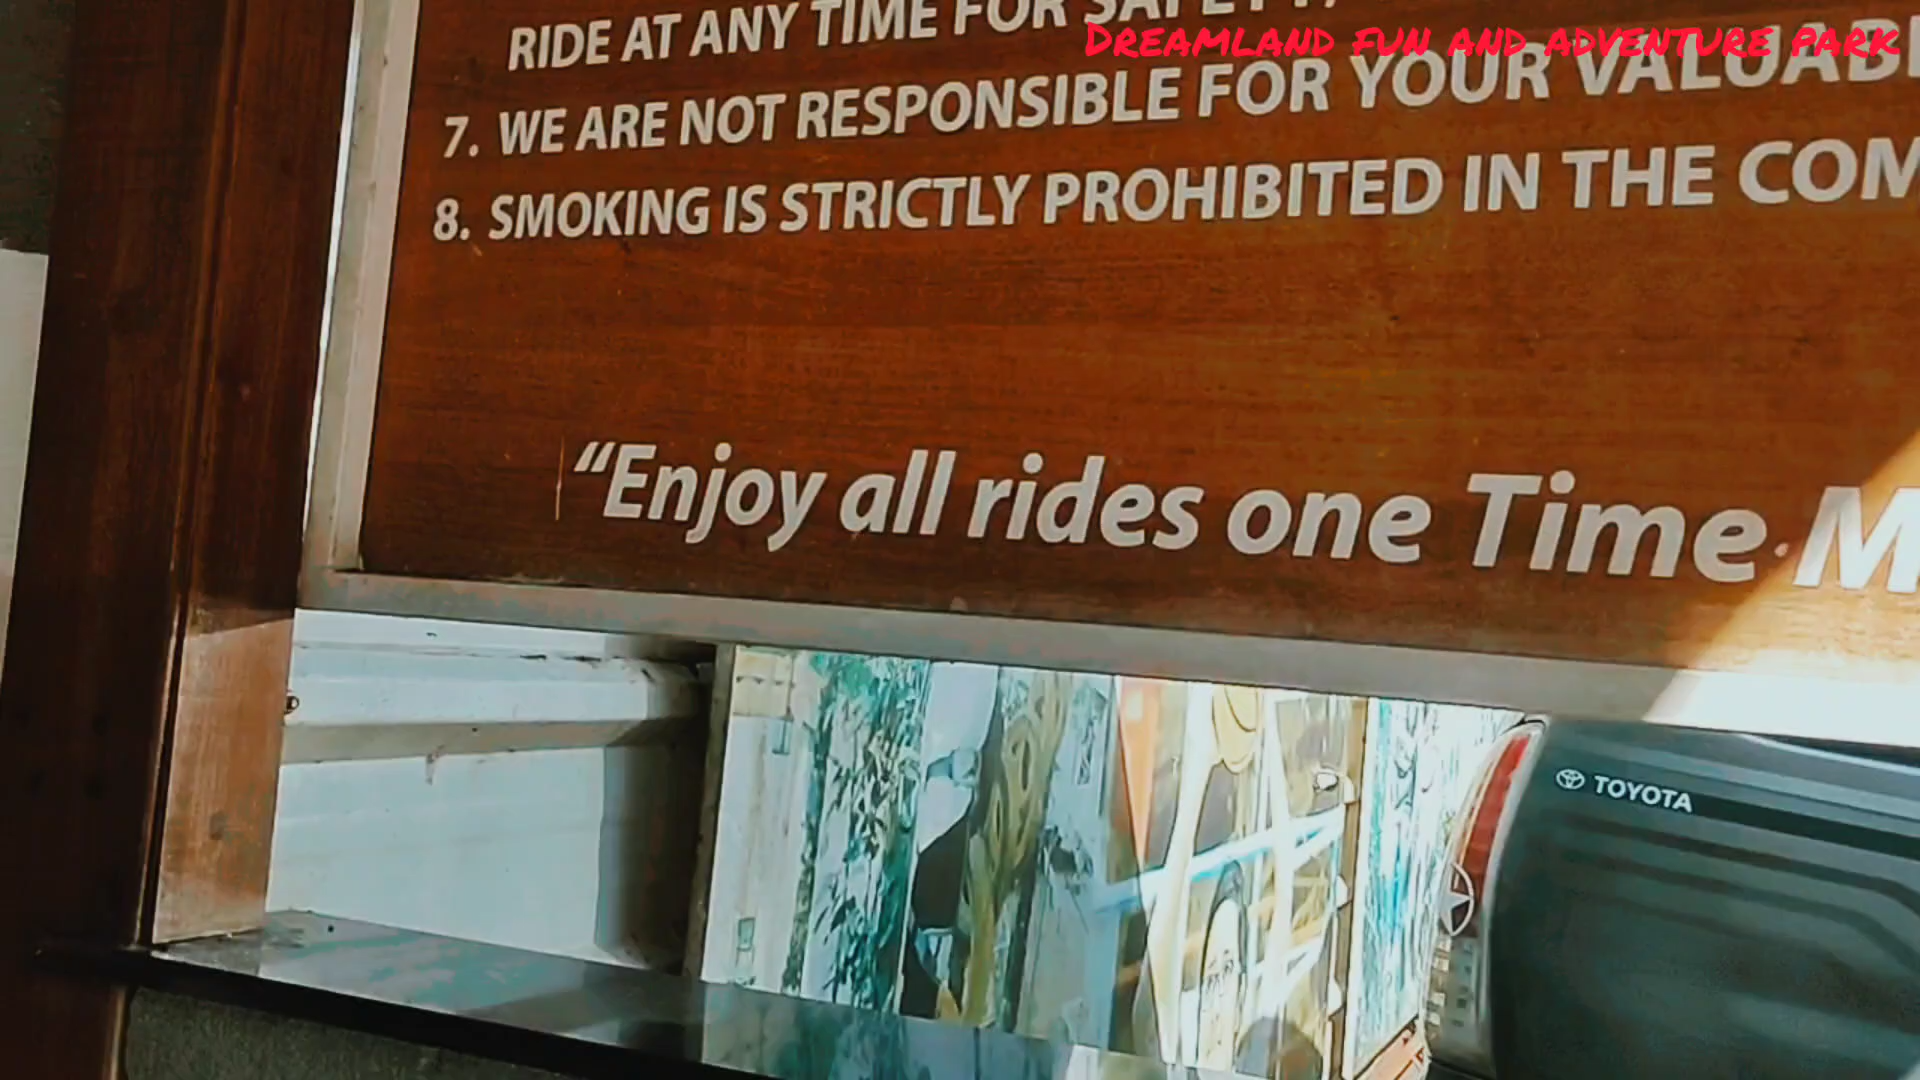 RIDE AT ANY TIME FOR SAFETY
Dreamland fun and adventure park
7. WE ARE NOT RESPONSIBLE FOR YOUR
8. SMOKING IS STRICTLY PROHIBITED IN THE
“Enjoy all rides one Time
TOYOTA